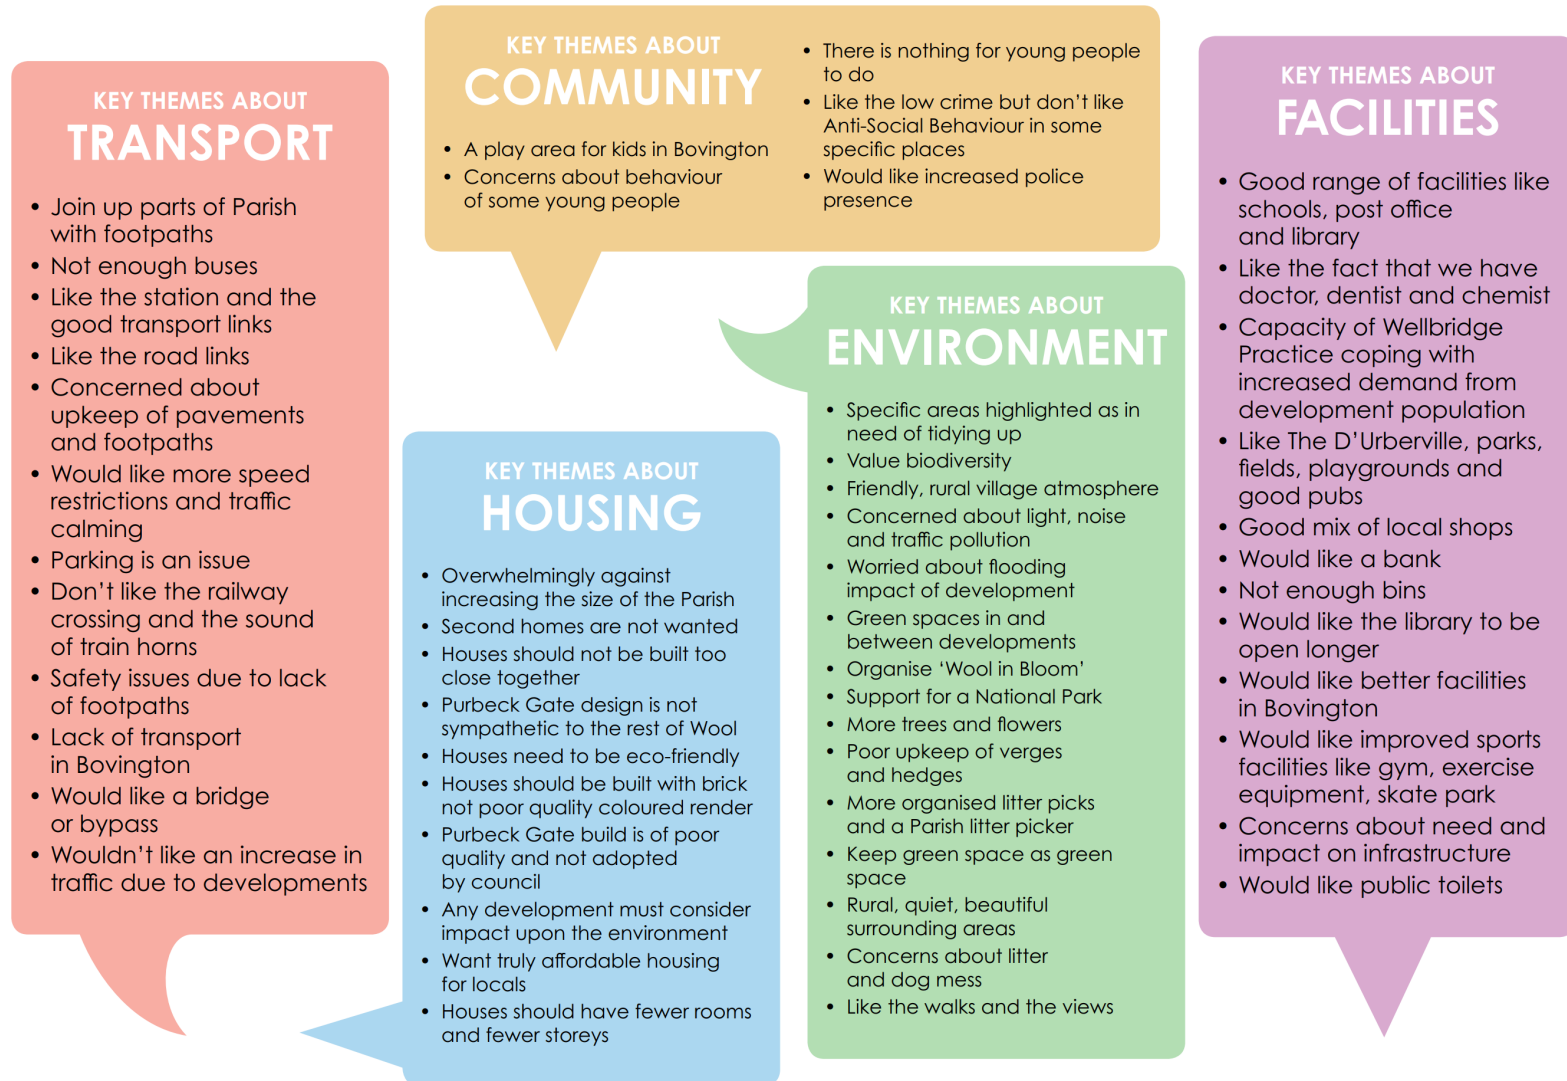 KEY THEMES ABOUT
TRANSPORT
• Join up parts of Parish
with footpaths
• Not enough buses
• Like the station and the
good transport links
• Like the road links
• Concerned about
upkeep of pavements
and footpaths
• Would like more speed
restrictions and traffic
calming
• Parking is an issue
• Don’t like the railway
crossing and the sound
of train horns
• Safety issues due to lack
of footpaths
• Lack of transport
in Bovington
• Would like a bridge
or bypass
• Wouldn’t like an increase in
traffic due to developments
KEY THEMES ABOUT
COMMUNITY
• A play area for kids in Bovington
• Concerns about behaviour
of some young people
• There is nothing for young people
to do
• Like the low crime but don’t like
Anti-Social Behaviour in some
specific places
• Would like increased police
presence
KEY THEMES ABOUT
HOUSING
• Overwhelmingly against
increasing the size of the Parish
• Second homes are not wanted
• Houses should not be built too
close together
• Purbeck Gate design is not
sympathetic to the rest of Wool
• Houses need to be eco-friendly
• Houses should be built with brick
not poor quality coloured render
• Purbeck Gate build is of poor
quality and not adopted
by council
• Any development must consider
impact upon the environment
• Want truly affordable housing
for locals
• Houses should have fewer rooms
and fewer storeys
KEY THEMES ABOUT
ENVIRONMENT
• Specific areas highlighted as in
need of tidying up
• Value biodiversity
• Friendly, rural village atmosphere
• Concerned about light, noise
and traffic pollution
• Worried about flooding
impact of development
• Green spaces in and
between developments
• Organise ‘Wool in Bloom’
• Support for a National Park
• More trees and flowers
• Poor upkeep of verges
and hedges
• More organised litter picks
and a Parish litter picker
• Keep green space as green
space
• Rural, quiet, beautiful
surrounding areas
• Concerns about litter
and dog mess
• Like the walks and the views
KEY THEMES ABOUT
FACILITIES
• Good range of facilities like
schools, post office
and library
• Like the fact that we have
doctor, dentist and chemist
• Capacity of Wellbridge
Practice coping with
increased demand from
development population
• Like The D’Urberville, parks,
fields, playgrounds and
good pubs
• Good mix of local shops
• Would like a bank
• Not enough bins
• Would like the library to be
open longer
• Would like better facilities
in Bovington
• Would like improved sports
facilities like gym, exercise
equipment, skate park
• Concerns about need and
impact on infrastructure
• Would like public toilets